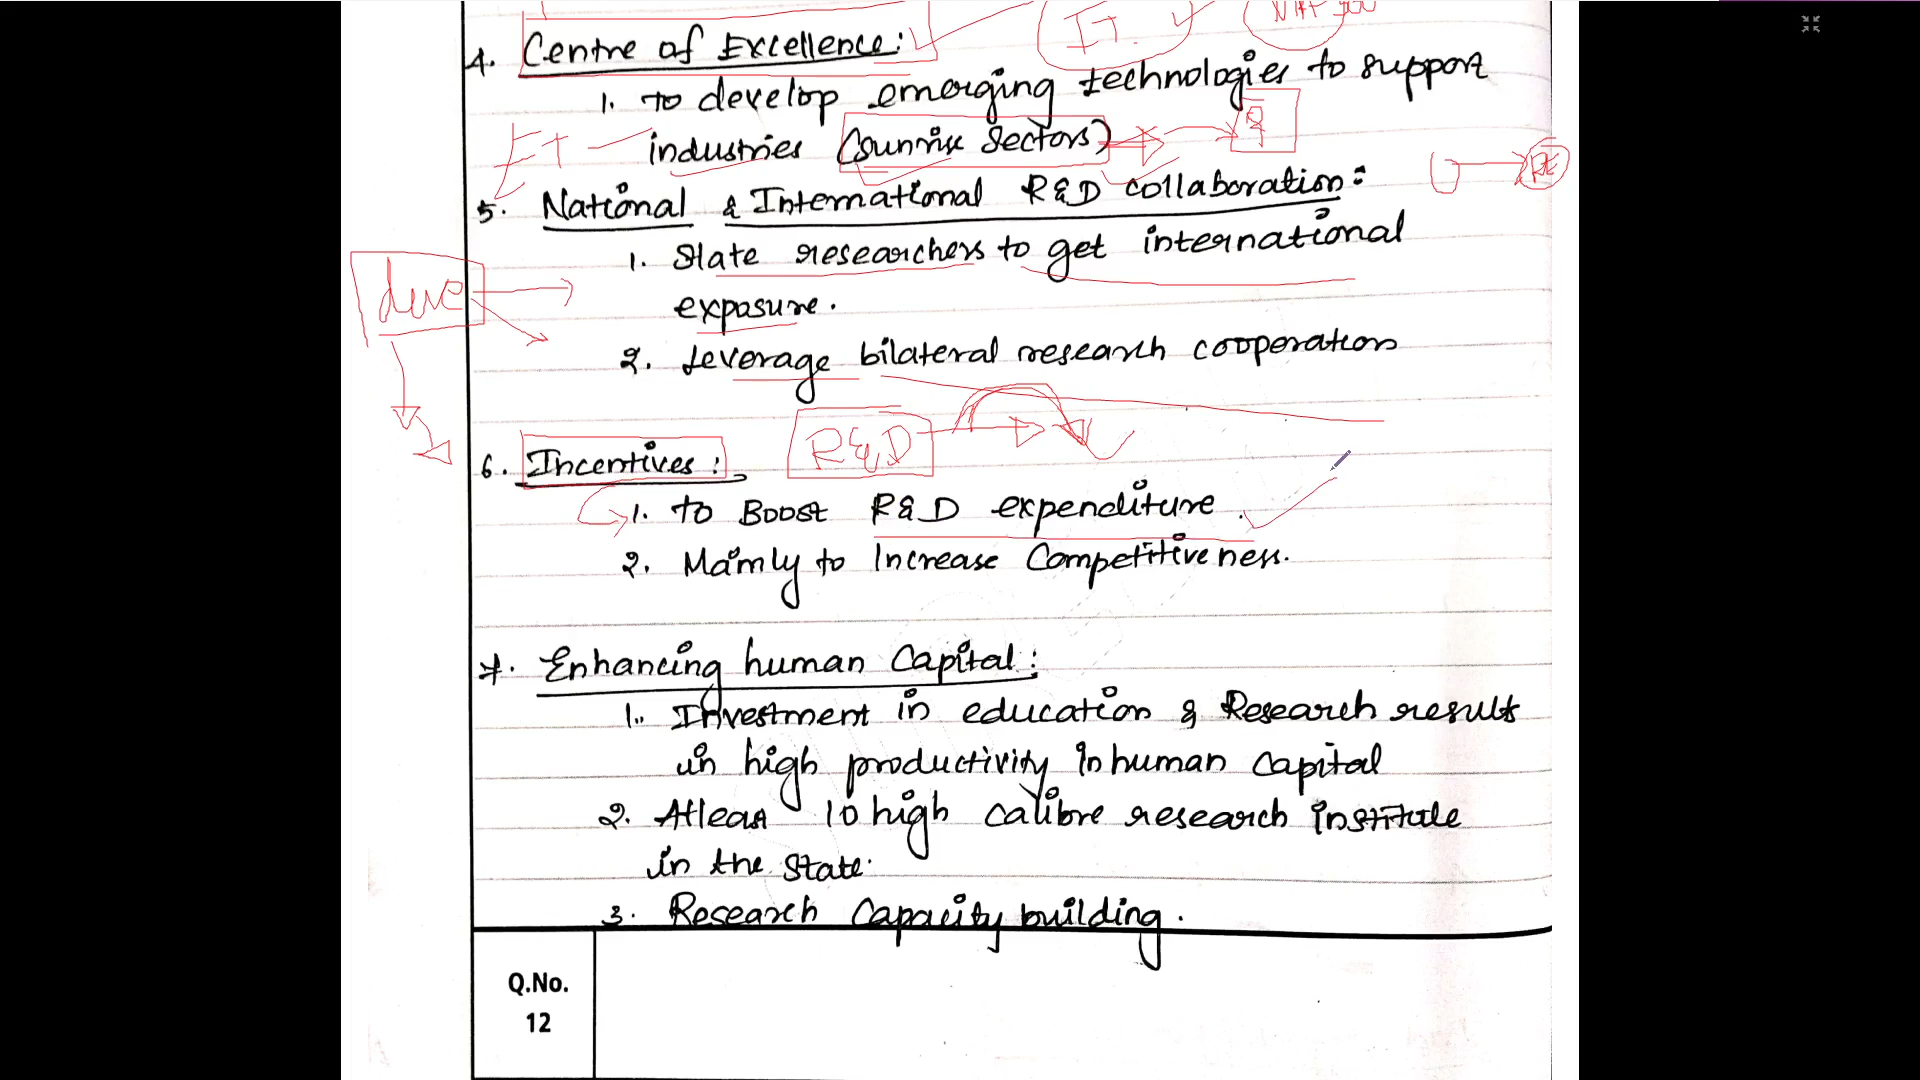 4. Centre of Excellence:
I.T.
1. to develop emerging technologies to support
industries (sunrise sectors)
ET
5. National & International R&D collaboration:
1. State researchers to get international
exposure.
2. Leverage bilateral research cooperation
R&D
6. Incentives:
1. to Boost R&D expenditure.
2. Mainly to Increase Competitiveness.
7. Enhancing human Capital:
1. Investment in education & Research results
in high productivity in human capital
2. Atleast 10 high calibre research institute
in the State.
3. Research Capacity building.
Q.No.
12